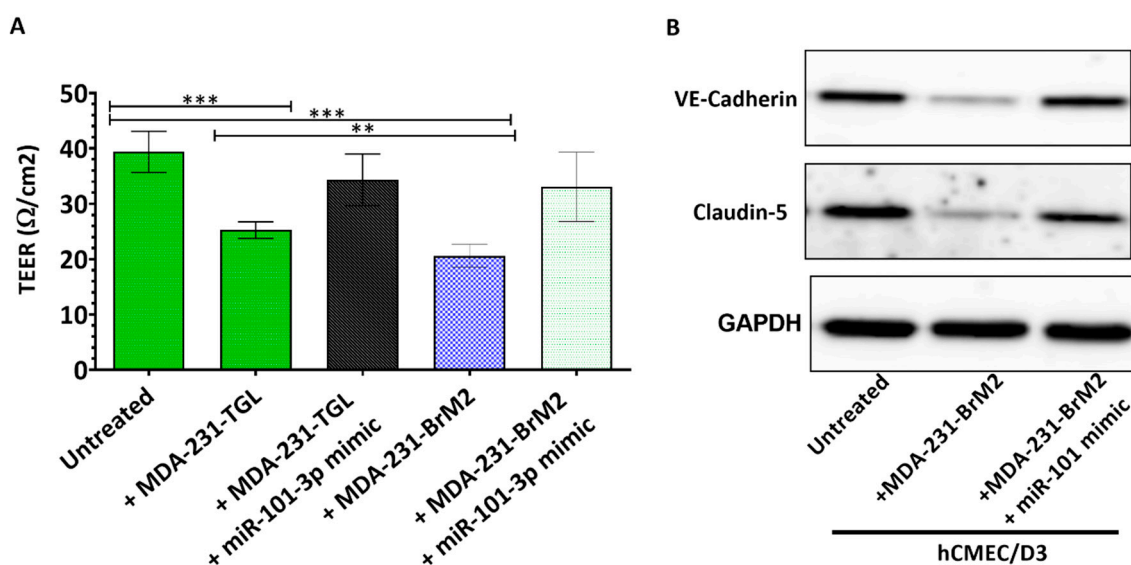 A
TEER (Ω/cm2)
50
40
30
20
10
0
***
***
**
Untreated
+ MDA-231-TGL
+ MDA-231-TGL
+ miR-101-3p mimic
+ MDA-231-BrM2
+ MDA-231-BrM2
+ miR-101-3p mimic
B
VE-Cadherin
Claudin-5
GAPDH
Untreated
+MDA-231-BrM2
+MDA-231-BrM2
+ miR-101 mimic
hCMEC/D3